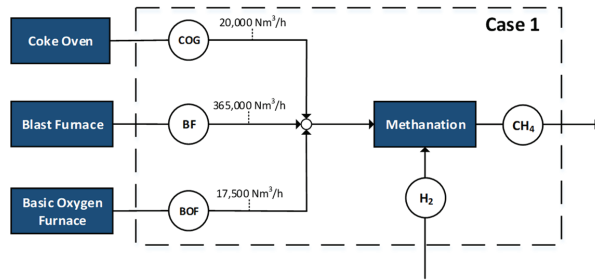 Case 1
Coke Oven
COG
20,000 Nm³/h
Blast Furnace
BF
365,000 Nm³/h
Methanation
CH₄
Basic Oxygen
Furnace
BOF
17,500 Nm³/h
H₂